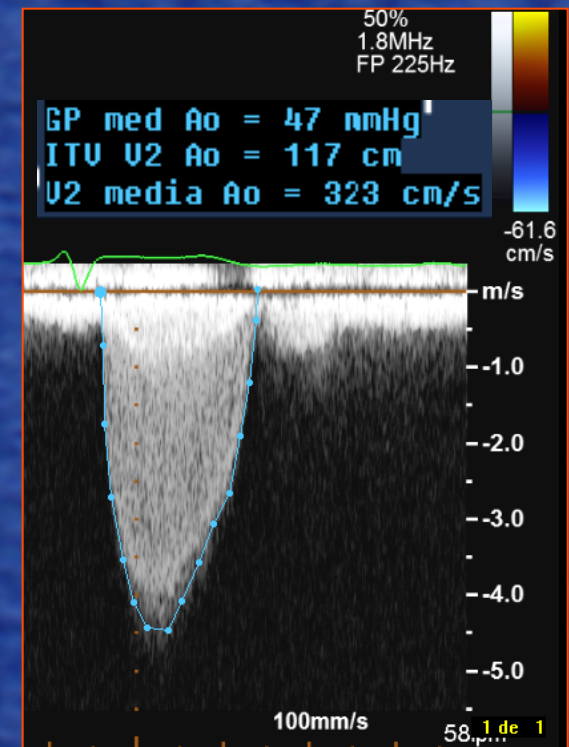 50%
1.8MHz
FP 225Hz
GP med Ao = 47 mmHg
ITV V2 Ao = 117 cm
V2 media Ao = 323 cm/s
-61.6
cm/s
m/s
-1.0
-2.0
-3.0
-4.0
-5.0
100mm/s
1 de 1